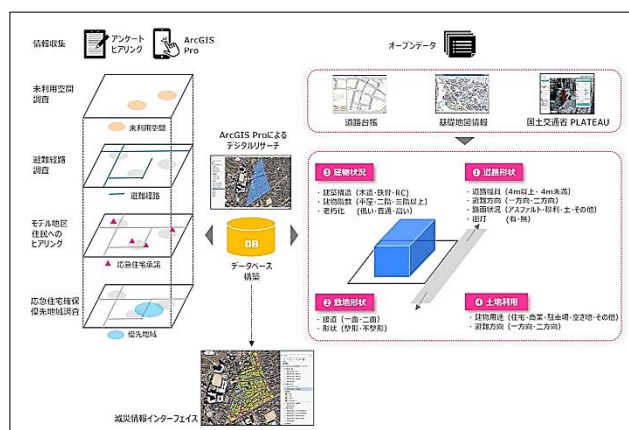 情報収集
アンケート
ヒアリング
ArcGIS
Pro
オープンデータ
未利用空間
調査
未利用空間
避難経路
調査
避難経路
モデル地区
住民への
ヒアリング
応急住宅承諾
応急住宅確保
優先地域調査
優先地域
ArcGIS Proによる
デジタルリサーチ
DB
データベース
構築
減災情報インターフェイス
道路台帳
基礎地図情報
国土交通省 PLATEAU
❸ 建物状況
・建築構造 (木造・鉄骨・RC)
・建物階数 (平屋・二階・三階以上)
・老朽化 (低い・普通・高い)
❶ 道路形状
・道路幅員 (4m以上・4m未満)
・避難方向 (一方向・二方向)
・路面状況 (アスファルト・砂利・土・その他)
・街灯 (有・無)
❷ 敷地形状
・接道 (一面・二面)
・形状 (整形・不整形)
❹ 土地利用
・建物用途 (住宅・商業・駐車場・空き地・その他)
・避難方向 (一方向・二方向)